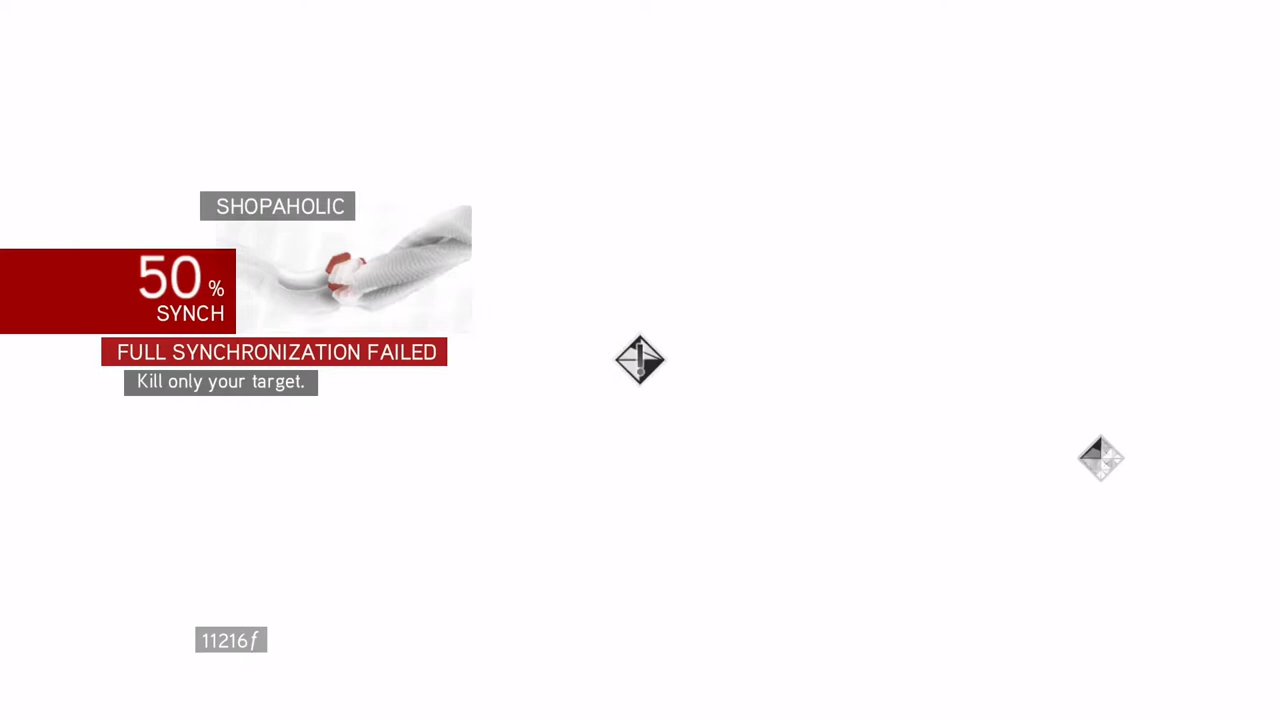 SHOPAHOLIC
50 %
SYNCH
FULL SYNCHRONIZATION FAILED
Kill only your target.
11216ƒ